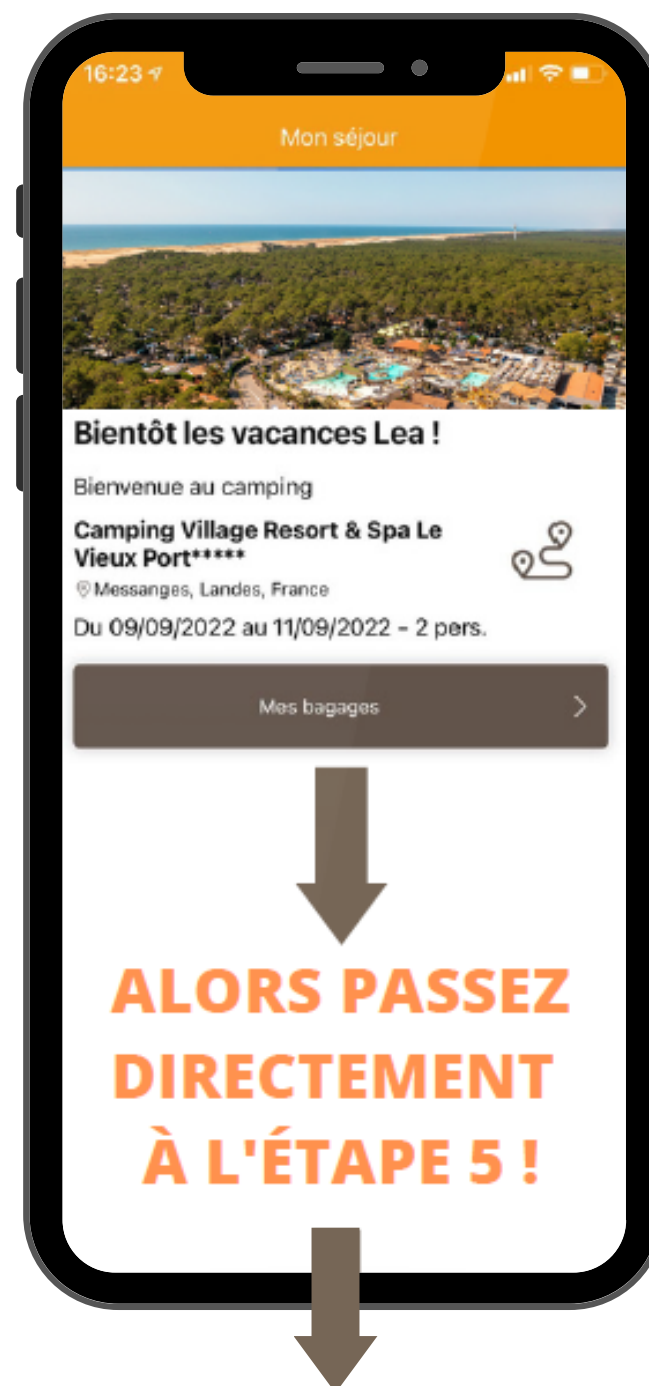 16:23
Mon séjour
Bientôt les vacances Lea !
Bienvenue au camping
Camping Village Resort & Spa Le
Vieux Port*****
Messanges, Landes, France
Du 09/09/2022 au 11/09/2022 - 2 pers.
Mes bagages
ALORS PASSEZ
DIRECTEMENT
À L'ÉTAPE 5 !